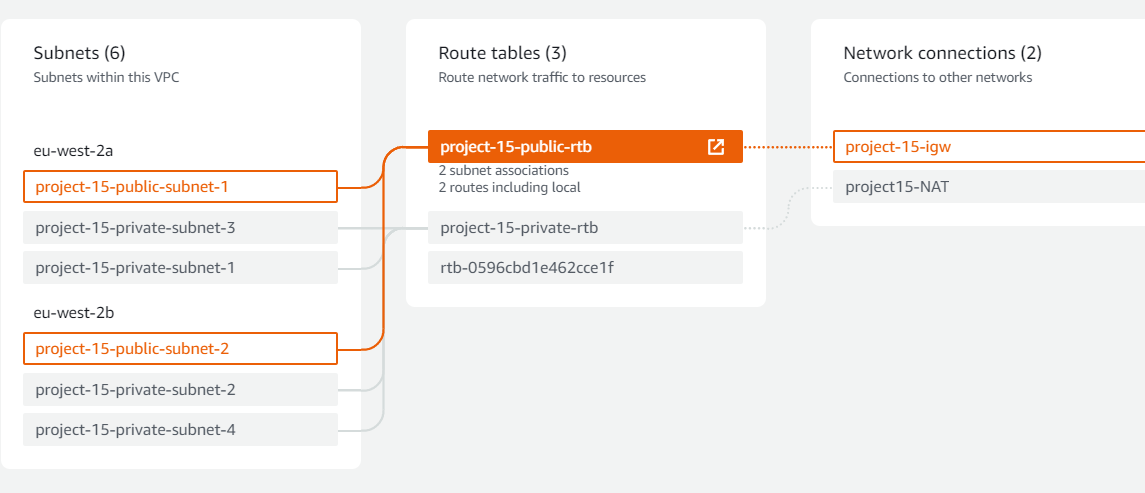 Subnets (6)
Subnets within this VPC
eu-west-2a
project-15-public-subnet-1
project-15-private-subnet-3
project-15-private-subnet-1
eu-west-2b
project-15-public-subnet-2
project-15-private-subnet-2
project-15-private-subnet-4
Route tables (3)
Route network traffic to resources
project-15-public-rtb
2 subnet associations
2 routes including local
project-15-private-rtb
rtb-0596cbd1e462cce1f
Network connections (2)
Connections to other networks
project-15-igw
project15-NAT